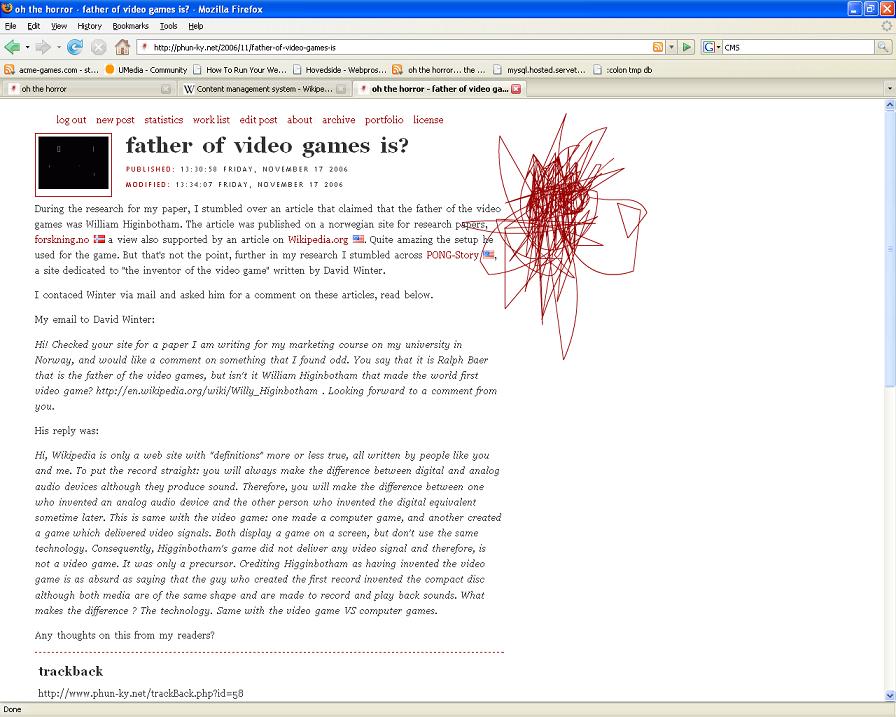 oh the horror - father of video games is? - Mozilla Firefox
File Edit View History Bookmarks Tools Help
http://phun-ky.net/2006/11/father-of-video-games-is CMS
acme-games.com - st... UMedia - Community How To Run Your We... Hovedside - Webpros... oh the horror... the ... mysql.hosted.servet... :colon tmp db
oh the horror Content management system - Wikipe... oh the horror - father of video ga...
log out new post statistics work list edit post about archive portfolio license
father of video games is?
PUBLISHED: 13:30:58 FRIDAY, NOVEMBER 17 2006
MODIFIED: 13:34:07 FRIDAY, NOVEMBER 17 2006
During the research for my paper, I stumbled over an article that claimed that the father of the video
games was William Higinbotham. The article was published on a norwegian site for research papers,
forskning.no a view also supported by an article on Wikipedia.org . Quite amazing the setup he
used for the game. But that's not the point, further in my research I stumbled across PONG-Story ,
a site dedicated to "the inventor of the video game" written by David Winter.
I contaced Winter via mail and asked him for a comment on these articles, read below.
My email to David Winter:
Hi! Checked your site for a paper I am writing for my marketing course on my university in
Norway, and would like a comment on something that I found odd. You say that it is Ralph Baer
that is the father of the video games, but isn't it William Higinbotham that made the world first
video game? http://en.wikipedia.org/wiki/Willy_Higinbotham . Looking forward to a comment from
you.
His reply was:
Hi, Wikipedia is only a web site with "definitions" more or less true, all written by people like you
and me. To put the record straight: you will always make the difference between digital and analog
audio devices although they produce sound. Therefore, you will make the difference between one
who invented an analog audio device and the other person who invented the digital equivalent
sometime later. This is same with the video game: one made a computer game, and another created
a game which delivered video signals. Both display a game on a screen, but don't use the same
technology. Consequently, Higginbotham's game did not deliver any video signal and therefore, is
not a video game. It was only a precursor. Crediting Higginbotham as having invented the video
game is as absurd as saying that the guy who created the first record invented the compact disc
although both media are of the same shape and are made to record and play back sounds. What
makes the difference ? The technology. Same with the video game VS computer games.
Any thoughts on this from my readers?
trackback
http://www.phun-ky.net/trackBack.php?id=58
Done